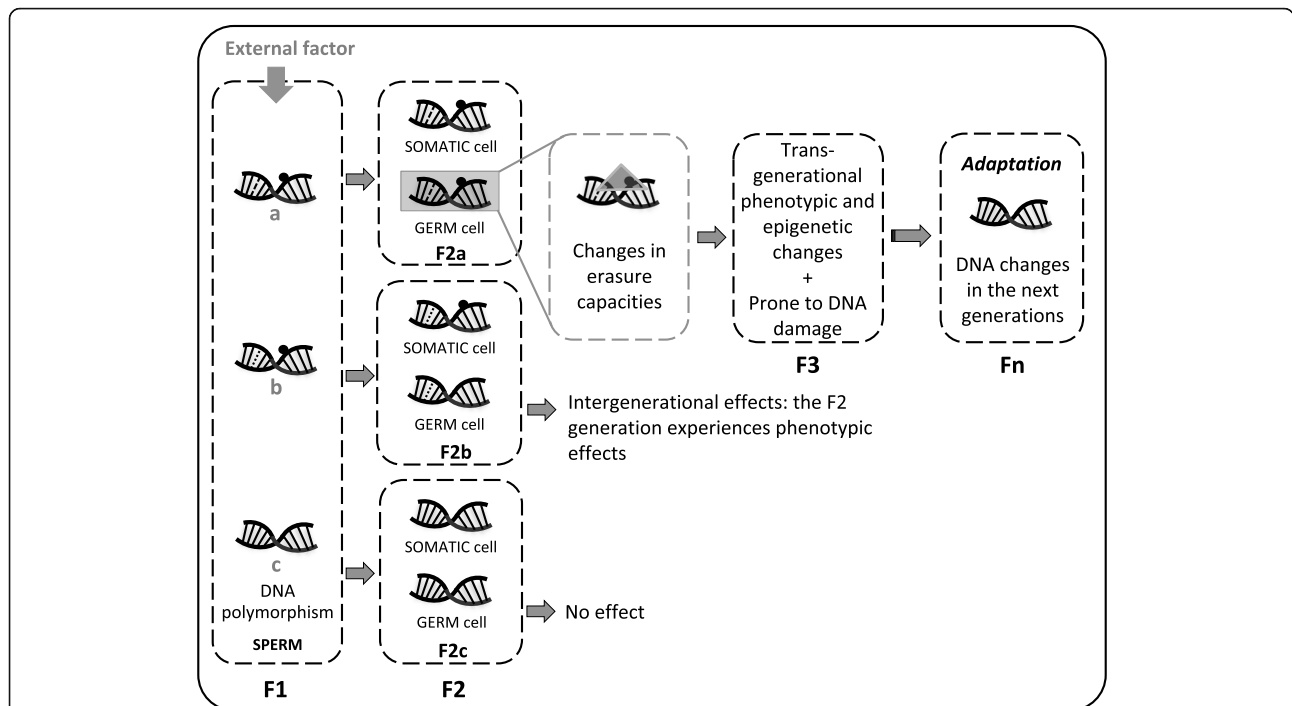 External factor
a
b
c
DNA
polymorphism
SPERM
F1
SOMATIC cell
GERM cell
F2a
SOMATIC cell
GERM cell
F2b
SOMATIC cell
GERM cell
F2c
F2
Changes in
erasure
capacities
Intergenerational effects: the F2
generation experiences phenotypic
effects
No effect
Trans-
generational
phenotypic and
epigenetic
changes
+
Prone to DNA
damage
F3
Adaptation
DNA changes
in the next
generations
Fn